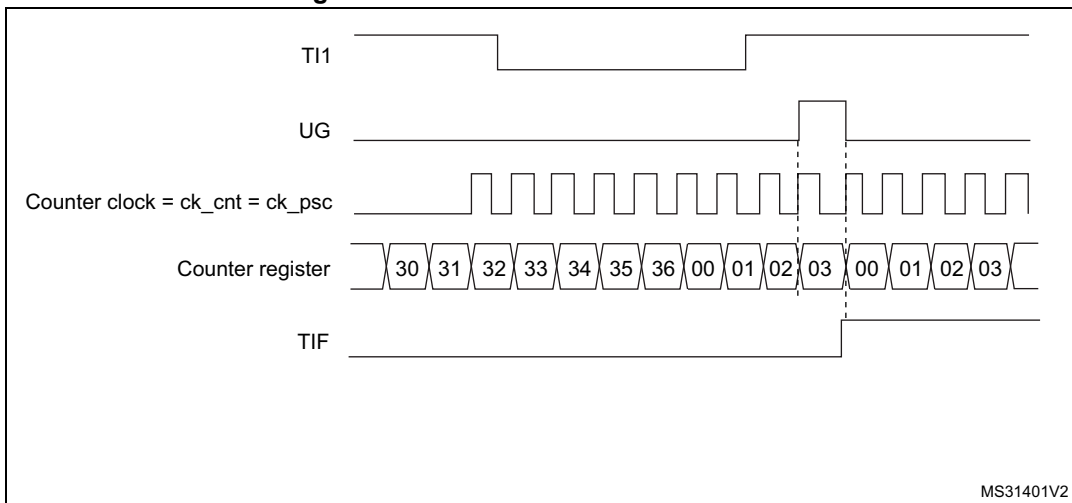 TI1
UG
Counter clock = ck_cnt = ck_psc
Counter register 30 31 32 33 34 35 36 00 01 02 03 00 01 02 03
TIF
MS31401V2